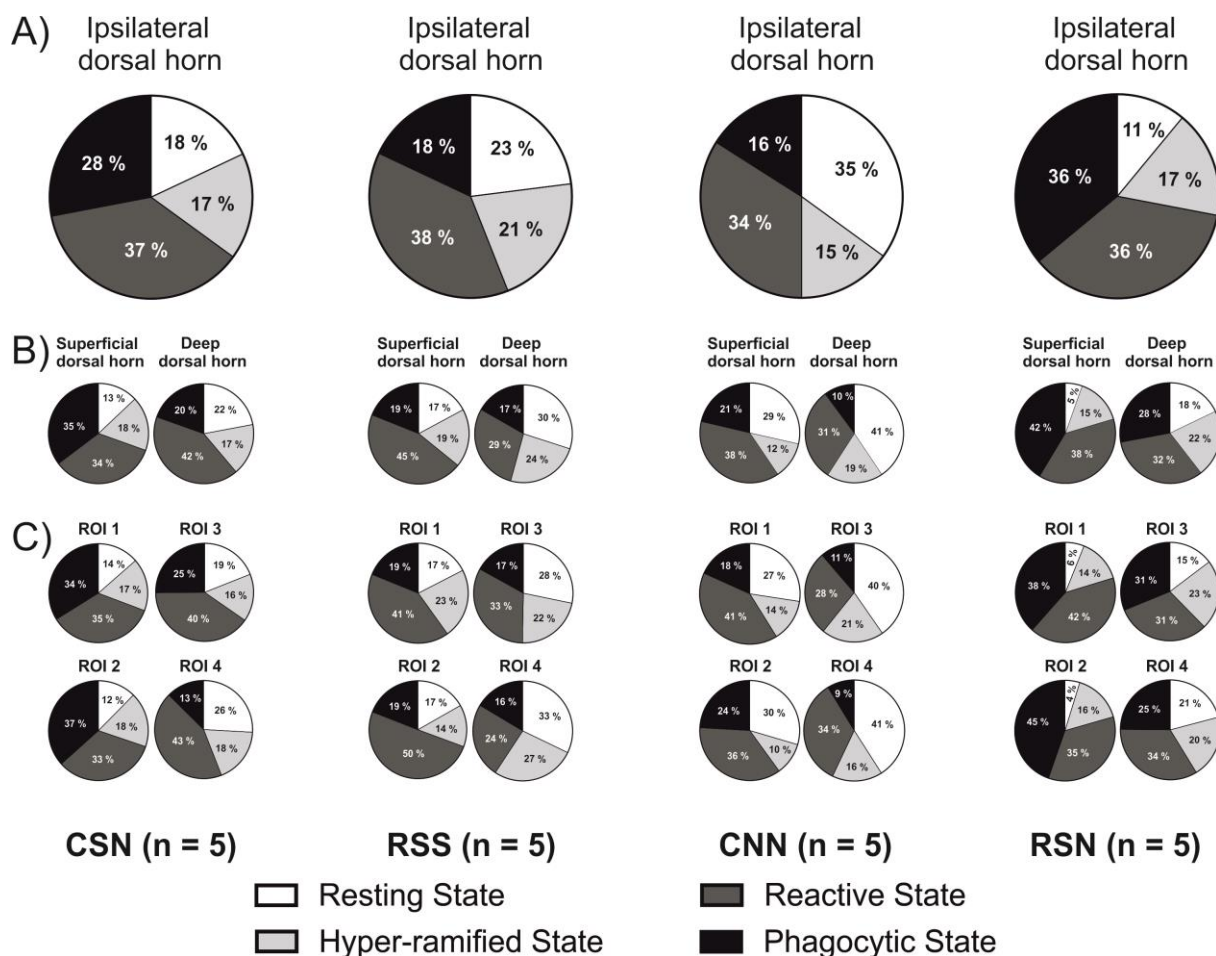 A)
Ipsilateral
dorsal horn
Ipsilateral
dorsal horn
Ipsilateral
dorsal horn
Ipsilateral
dorsal horn
18 %
17 %
37 %
28 %
23 %
21 %
38 %
18 %
35 %
15 %
34 %
16 %
11 %
17 %
36 %
36 %
B)
Superficial
dorsal horn
Deep
dorsal horn
Superficial
dorsal horn
Deep
dorsal horn
Superficial
dorsal horn
Deep
dorsal horn
Superficial
dorsal horn
Deep
dorsal horn
13 %
18 %
34 %
35 %
22 %
17 %
42 %
20 %
17 %
19 %
45 %
19 %
30 %
24 %
29 %
17 %
29 %
12 %
38 %
21 %
41 %
19 %
31 %
10 %
5 %
15 %
38 %
42 %
18 %
22 %
32 %
28 %
C)
ROI 1
ROI 3
ROI 1
ROI 3
ROI 1
ROI 3
ROI 1
ROI 3
14 %
17 %
35 %
34 %
19 %
16 %
40 %
25 %
17 %
23 %
41 %
19 %
28 %
22 %
33 %
17 %
27 %
14 %
41 %
18 %
40 %
21 %
28 %
11 %
6 %
14 %
42 %
38 %
15 %
23 %
31 %
31 %
ROI 2
ROI 4
ROI 2
ROI 4
ROI 2
ROI 4
ROI 2
ROI 4
12 %
18 %
33 %
37 %
26 %
18 %
43 %
13 %
17 %
14 %
50 %
19 %
33 %
27 %
24 %
16 %
30 %
10 %
36 %
24 %
41 %
16 %
34 %
9 %
4 %
16 %
35 %
45 %
21 %
20 %
34 %
25 %
CSN (n = 5)
RSS (n = 5)
CNN (n = 5)
RSN (n = 5)
Resting State
Reactive State
Hyper-ramified State
Phagocytic State